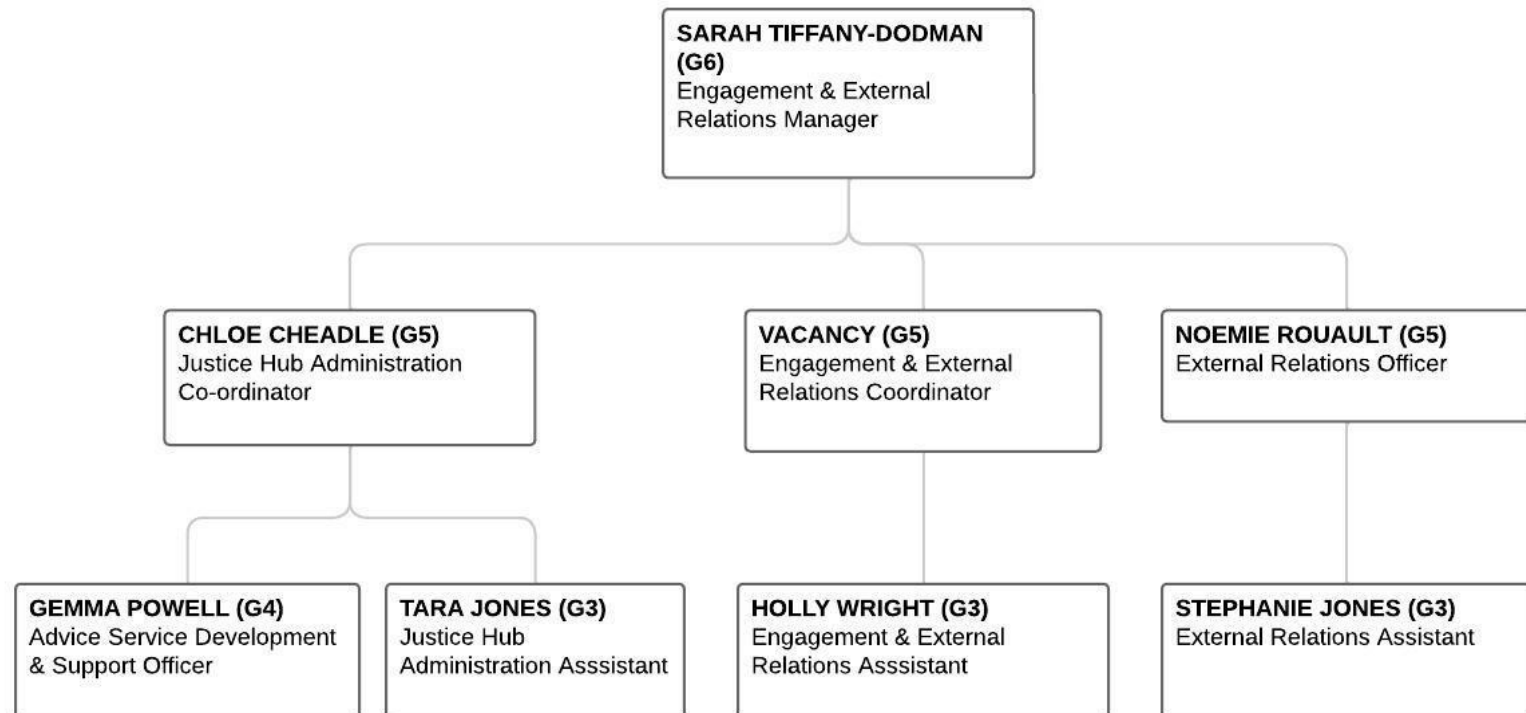 SARAH TIFFANY-DODMAN
(G6)
Engagement & External
Relations Manager
CHLOE CHEADLE (G5)
Justice Hub Administration
Co-ordinator
VACANCY (G5)
Engagement & External
Relations Coordinator
NOEMIE ROUAULT (G5)
External Relations Officer
GEMMA POWELL (G4)
Advice Service Development
& Support Officer
TARA JONES (G3)
Justice Hub
Administration Asssistant
HOLLY WRIGHT (G3)
Engagement & External
Relations Asssistant
STEPHANIE JONES (G3)
External Relations Assistant